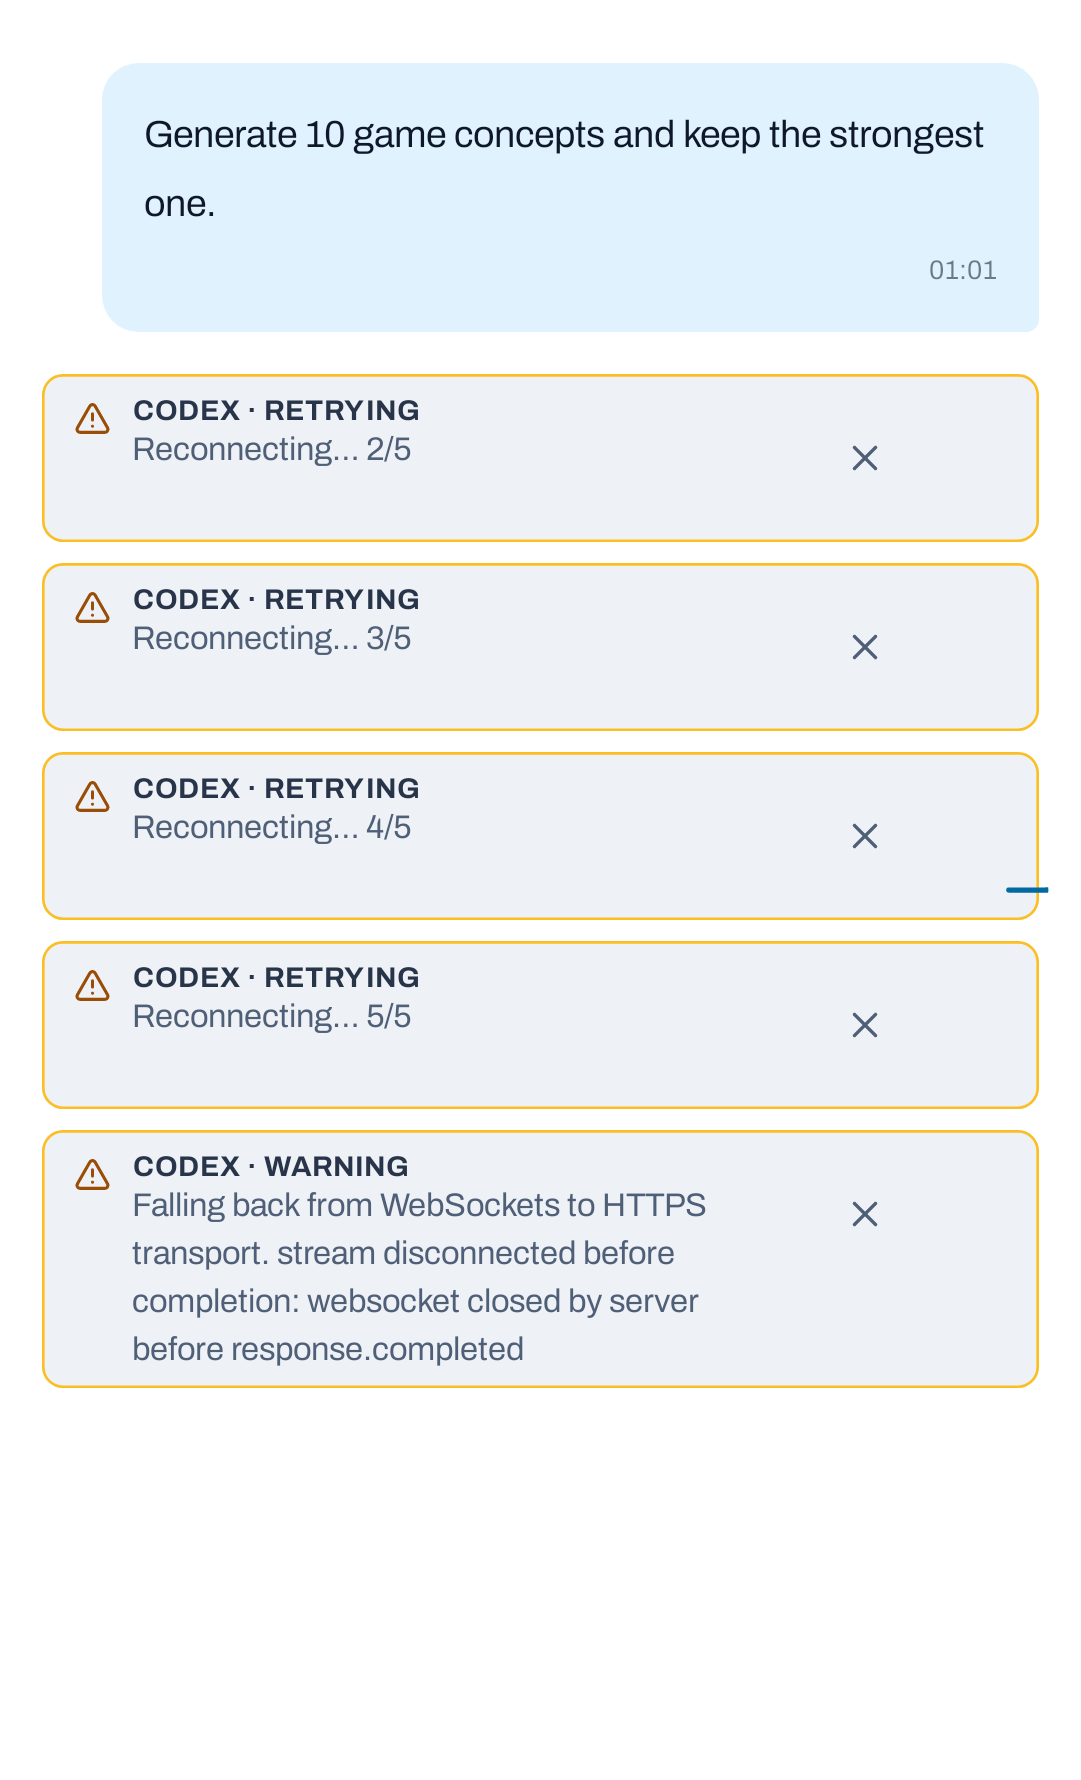 Generate 10 game concepts and keep the strongest
one.
01:01
CODEX · RETRYING
Reconnecting... 2/5
CODEX · RETRYING
Reconnecting... 3/5
CODEX · RETRYING
Reconnecting... 4/5
CODEX · RETRYING
Reconnecting... 5/5
CODEX · WARNING
Falling back from WebSockets to HTTPS
transport. stream disconnected before
completion: websocket closed by server
before response.completed